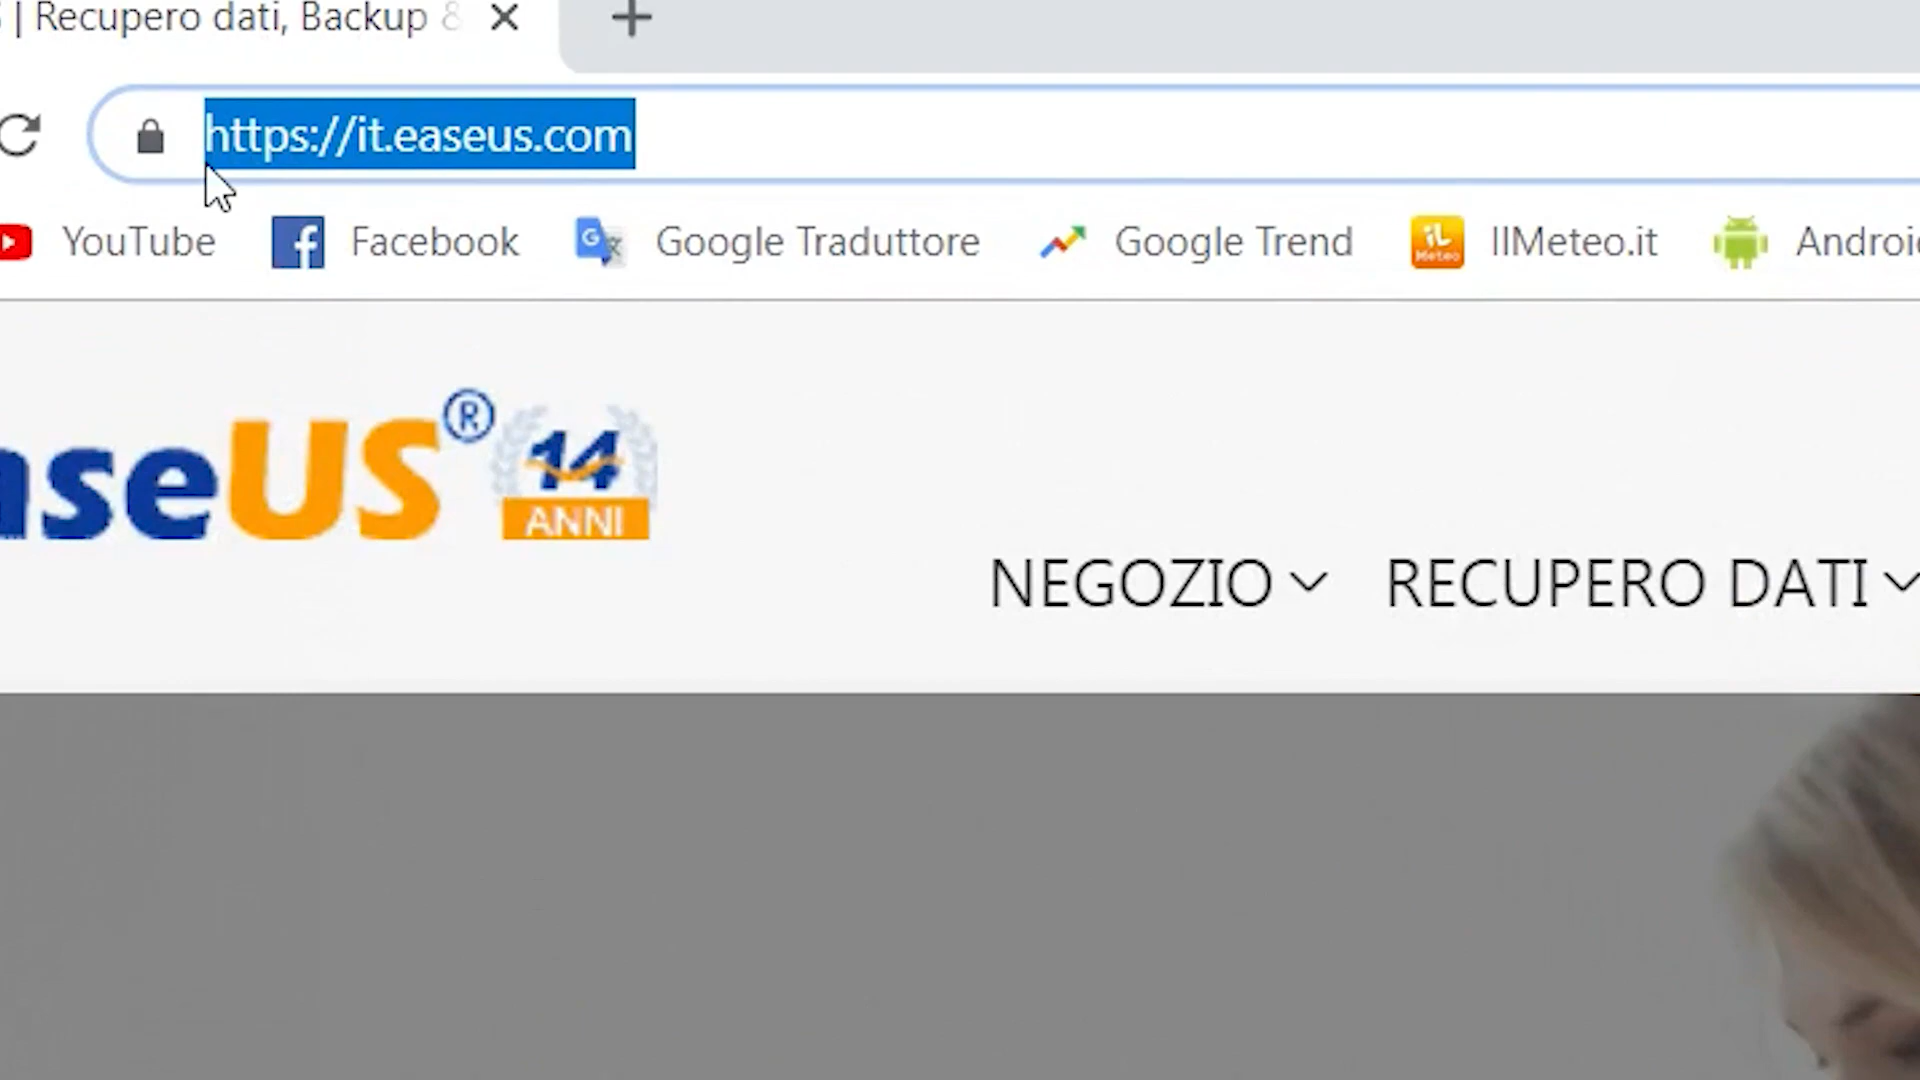 | Recupero dati, Backup &
https://it.easeus.com
YouTube Facebook Google Traduttore Google Trend IlMeteo.it Android
aseUS® 14 ANNI
NEGOZIO RECUPERO DATI